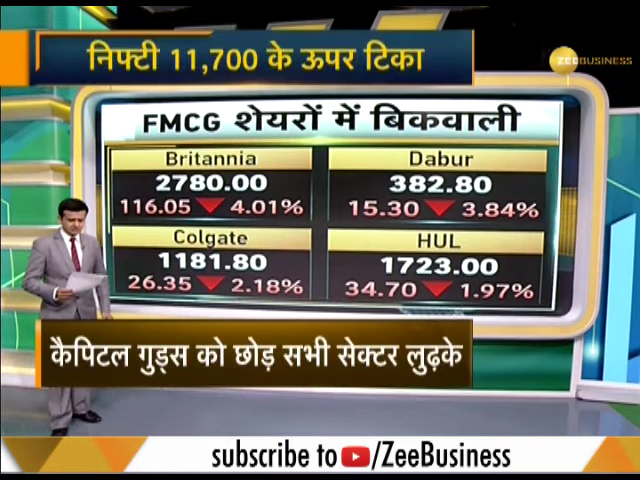 निफ्टी 11,700 के ऊपर टिका
ZEEBUSINESS
FMCG शेयरों में बिकवाली
Britannia
2780.00
116.05 ▼ 4.01%
Dabur
382.80
15.30 ▼ 3.84%
Colgate
1181.80
26.35 ▼ 2.18%
HUL
1723.00
34.70 ▼ 1.97%
कैपिटल गुड्स को छोड़ सभी सेक्टर लुढ़के
subscribe to /ZeeBusiness